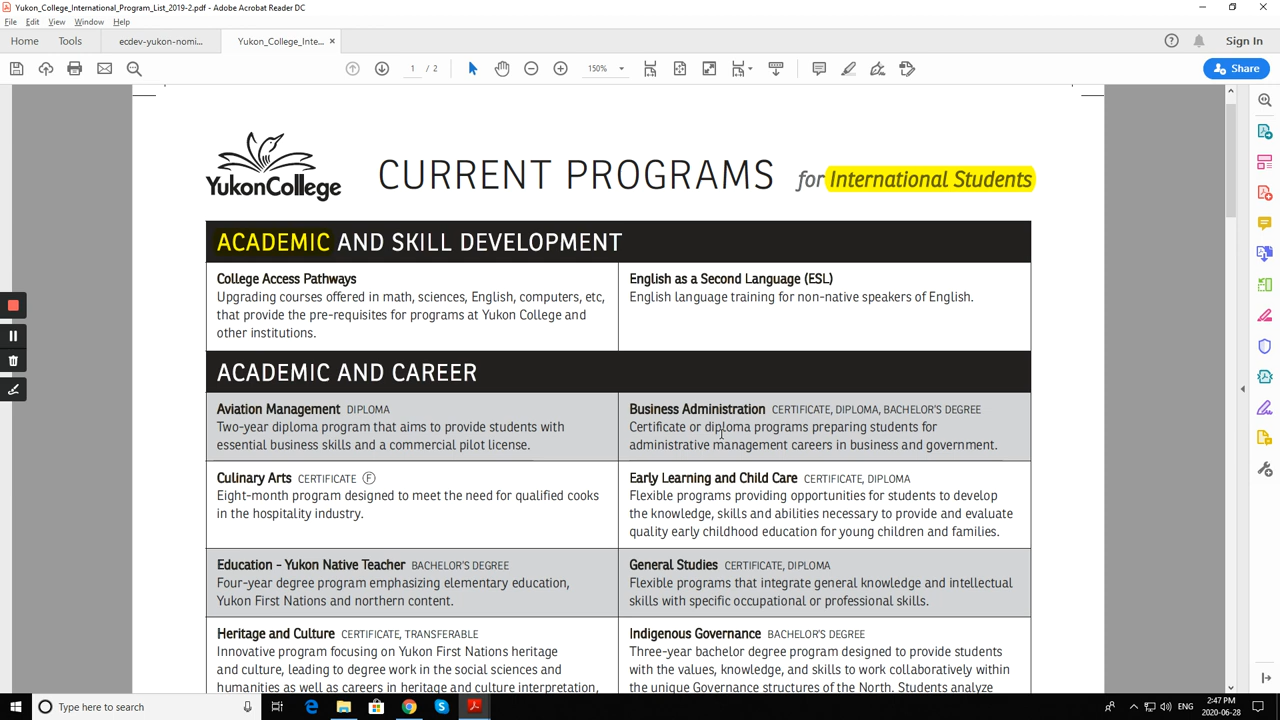 Yukon_College_International_Program_List_2019-2.pdf - Adobe Acrobat Reader DC
File Edit View Window Help
Home Tools ecdev-yukon-nomi... Yukon_College_Inte... × Sign In
1 / 2 150% Share
YukonCollege
CURRENT PROGRAMS for International Students
ACADEMIC AND SKILL DEVELOPMENT
College Access Pathways
Upgrading courses offered in math, sciences, English, computers, etc,
that provide the pre-requisites for programs at Yukon College and
other institutions.
English as a Second Language (ESL)
English language training for non-native speakers of English.
ACADEMIC AND CAREER
Aviation Management DIPLOMA
Two-year diploma program that aims to provide students with
essential business skills and a commercial pilot license.
Business Administration CERTIFICATE, DIPLOMA, BACHELOR'S DEGREE
Certificate or diploma programs preparing students for
administrative management careers in business and government.
Culinary Arts CERTIFICATE Ⓕ
Eight-month program designed to meet the need for qualified cooks
in the hospitality industry.
Early Learning and Child Care CERTIFICATE, DIPLOMA
Flexible programs providing opportunities for students to develop
the knowledge, skills and abilities necessary to provide and evaluate
quality early childhood education for young children and families.
Education - Yukon Native Teacher BACHELOR'S DEGREE
Four-year degree program emphasizing elementary education,
Yukon First Nations and northern content.
General Studies CERTIFICATE, DIPLOMA
Flexible programs that integrate general knowledge and intellectual
skills with specific occupational or professional skills.
Heritage and Culture CERTIFICATE, TRANSFERABLE
Innovative program focusing on Yukon First Nations heritage
and culture, leading to degree work in the social sciences and
humanities as well as careers in heritage and culture interpretation,
Indigenous Governance BACHELOR'S DEGREE
Three-year bachelor degree program designed to provide students
with the values, knowledge, and skills to work collaboratively within
the unique Governance structures of the North. Students analyze
Type here to search
ENG
2:47 PM
2020-06-28